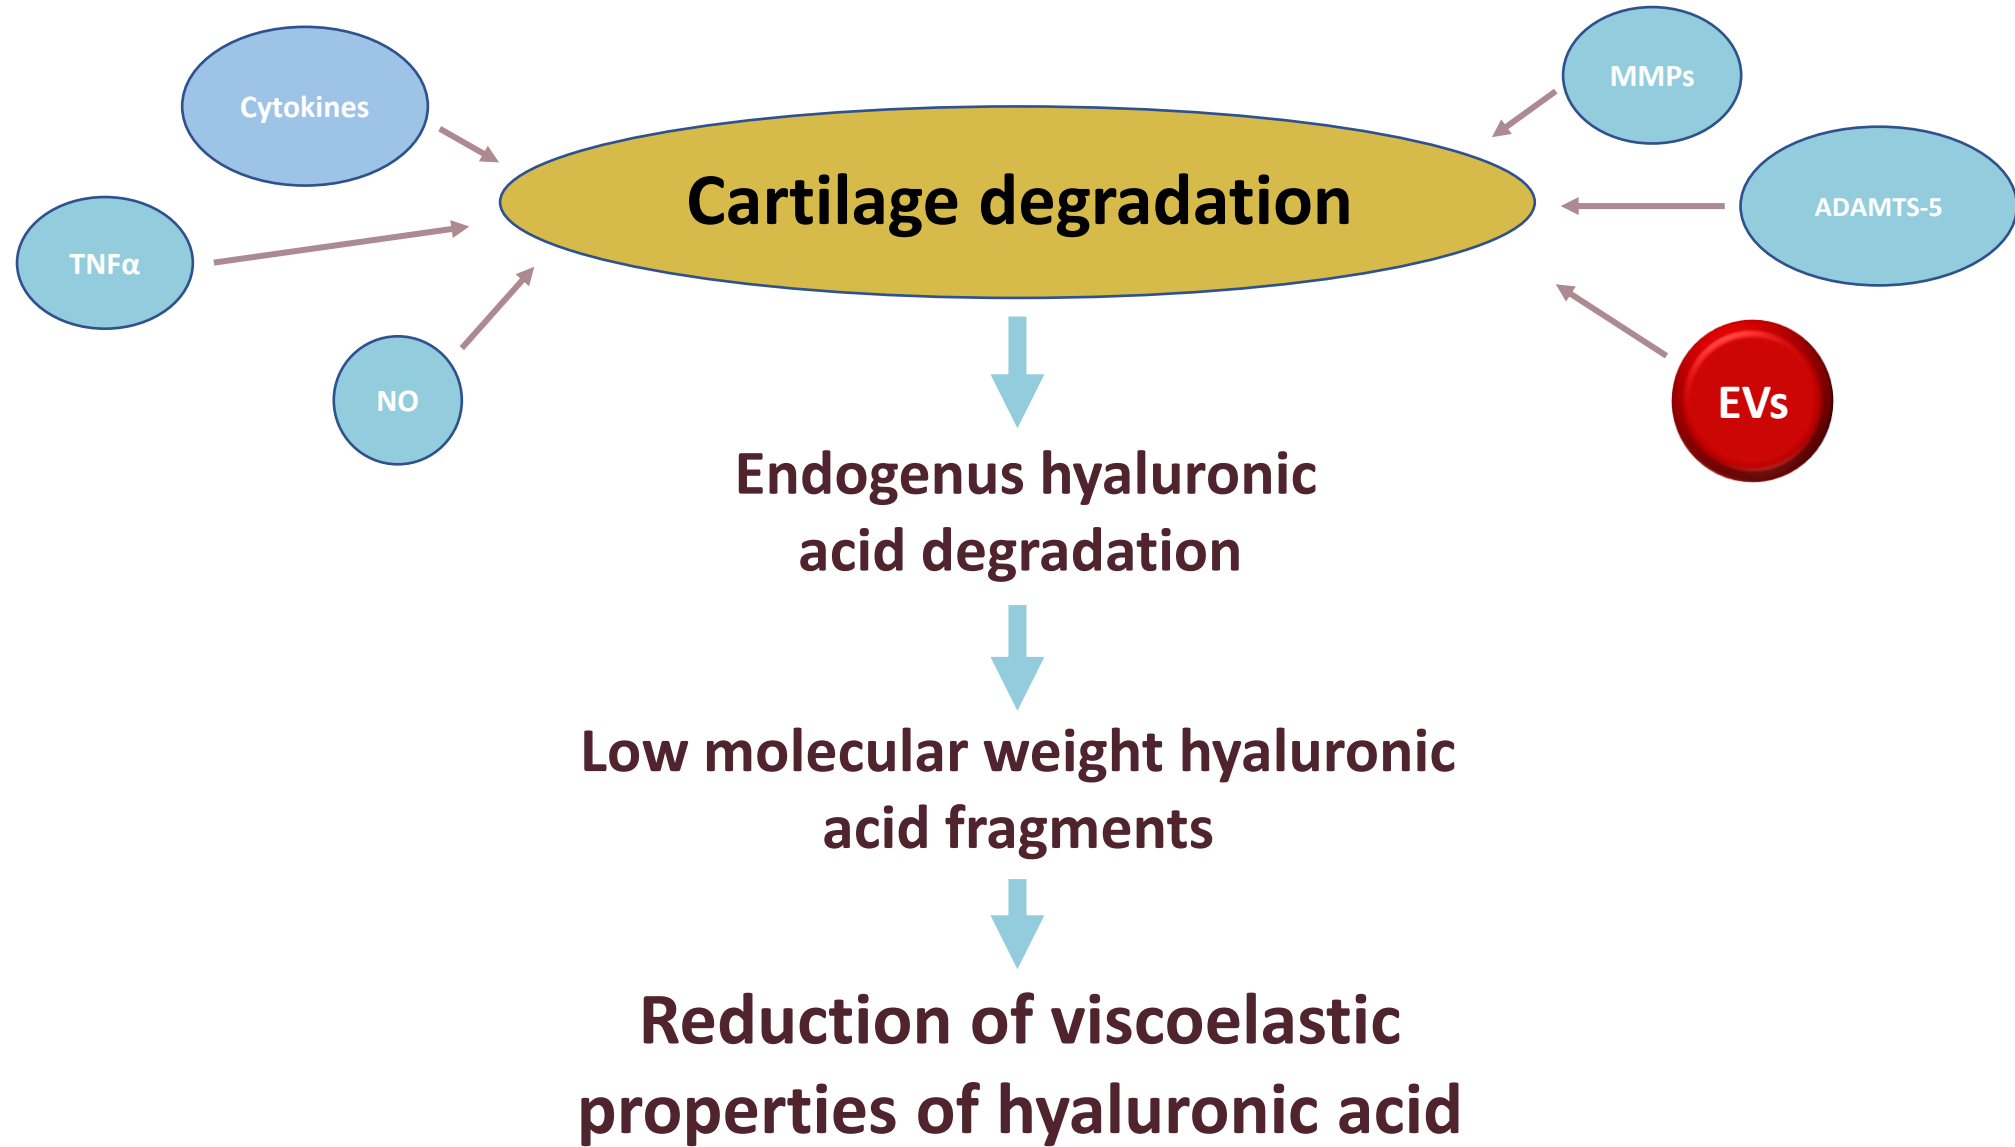 Cytokines
MMPs
Cartilage degradation
ADAMTS-5
TNFα
NO
EVs
Endogenus hyaluronic
acid degradation
Low molecular weight hyaluronic
acid fragments
Reduction of viscoelastic
properties of hyaluronic acid